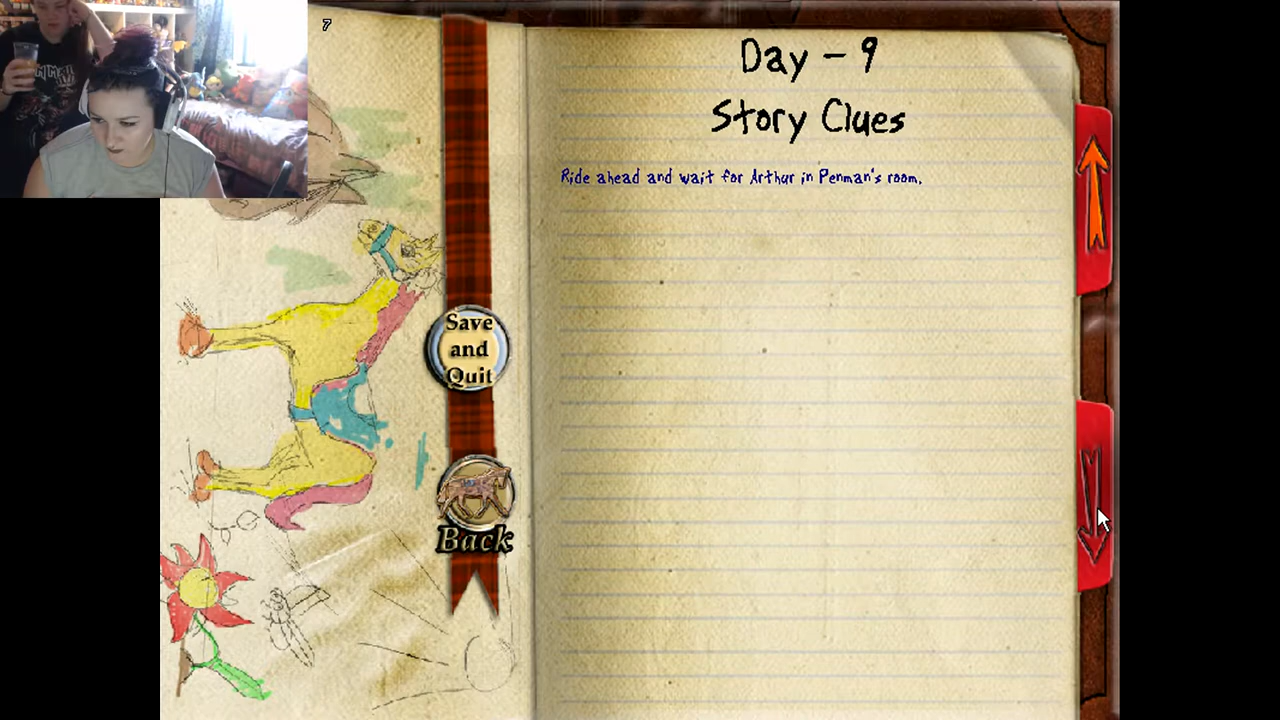 7
Day - 9
Story Clues
Ride ahead and wait for Arthur in Penman's room.
Save
and
Quit
Back